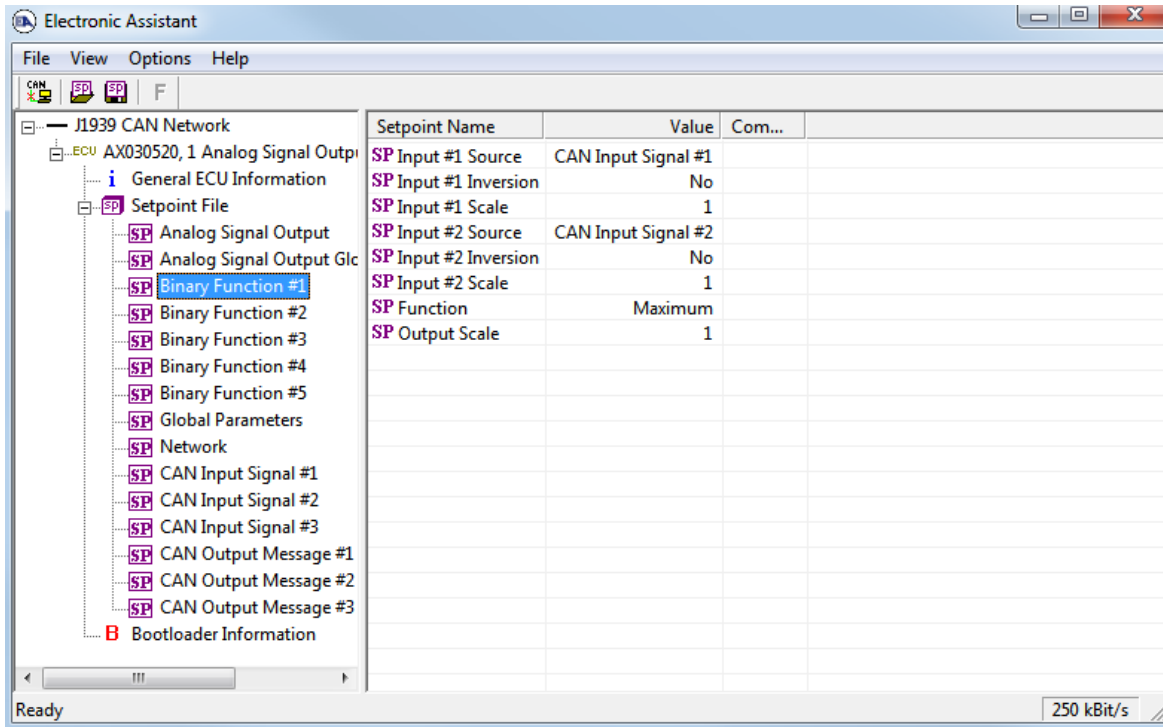 Electronic Assistant
File View Options Help
CAN SP SP F
J1939 CAN Network
ECU AX030520, 1 Analog Signal Outpu
i General ECU Information
SP Setpoint File
SP Analog Signal Output
SP Analog Signal Output Glo
SP Binary Function #1
SP Binary Function #2
SP Binary Function #3
SP Binary Function #4
SP Binary Function #5
SP Global Parameters
SP Network
SP CAN Input Signal #1
SP CAN Input Signal #2
SP CAN Input Signal #3
SP CAN Output Message #1
SP CAN Output Message #2
SP CAN Output Message #3
B Bootloader Information
Setpoint Name Value Com...
SP Input #1 Source CAN Input Signal #1
SP Input #1 Inversion No
SP Input #1 Scale 1
SP Input #2 Source CAN Input Signal #2
SP Input #2 Inversion No
SP Input #2 Scale 1
SP Function Maximum
SP Output Scale 1
Ready 250 kBit/s